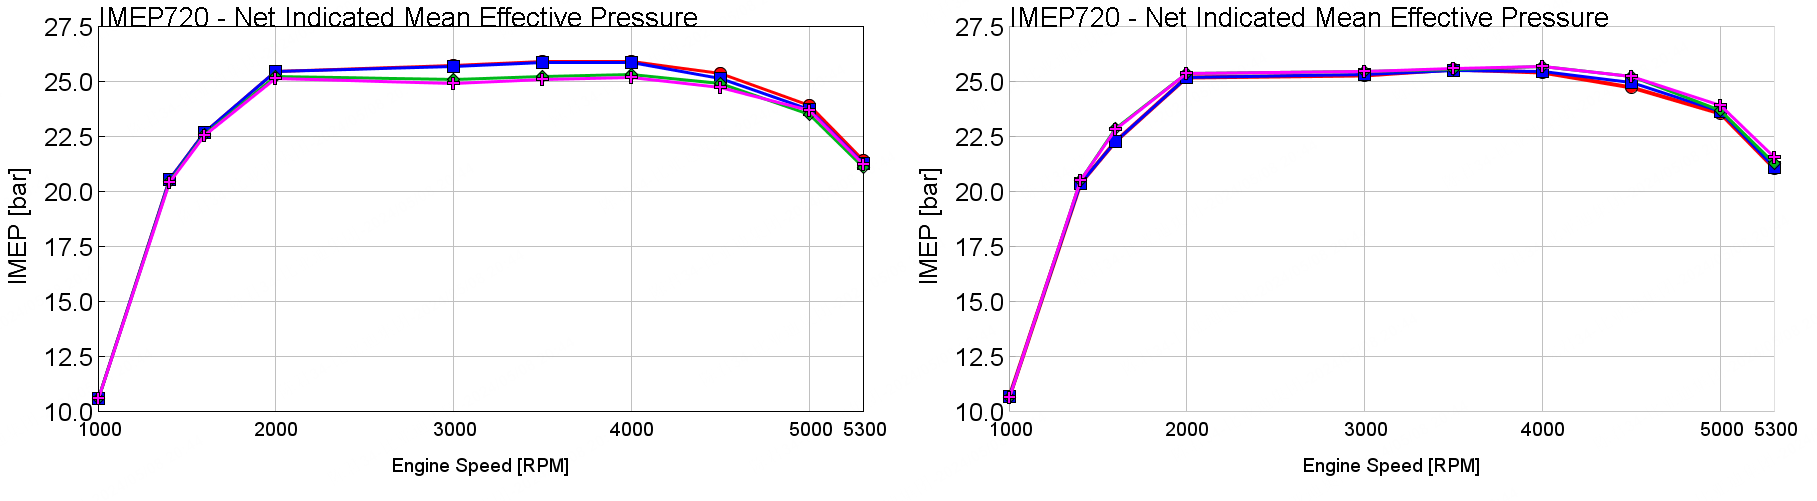 IMEP720 - Net Indicated Mean Effective Pressure
27.5
25.0
22.5
20.0
17.5
15.0
12.5
10.0
IMEP [bar]
1000 2000 3000 4000 5000 5300
Engine Speed [RPM]
IMEP720 - Net Indicated Mean Effective Pressure
27.5
25.0
22.5
20.0
17.5
15.0
12.5
10.0
IMEP [bar]
1000 2000 3000 4000 5000 5300
Engine Speed [RPM]